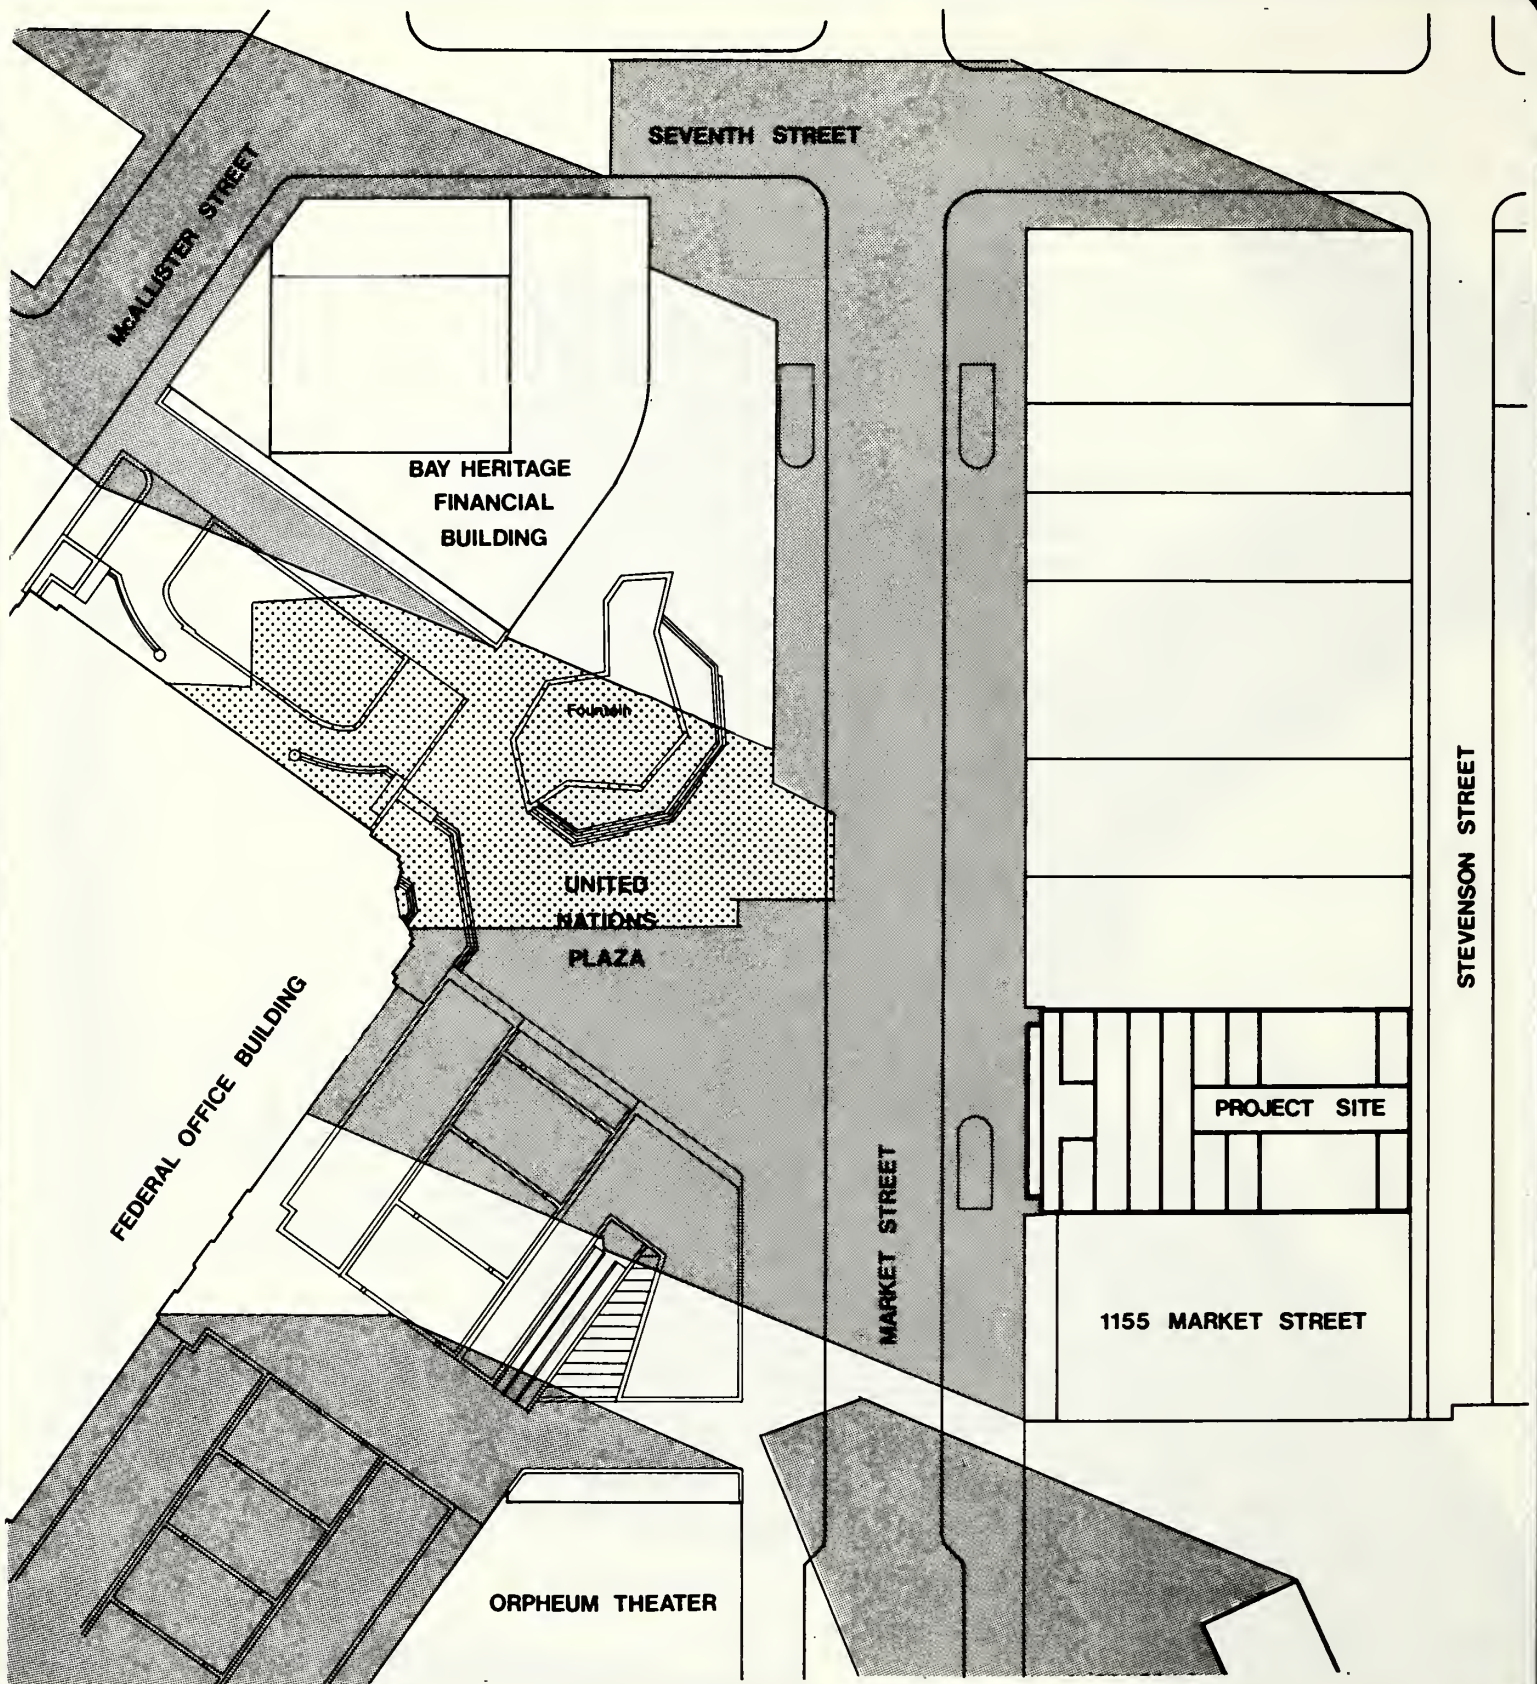 SEVENTH STREET
McALLISTER STREET
BAY HERITAGE
FINANCIAL
BUILDING
Fountain
UNITED
NATIONS
PLAZA
STEVENSON STREET
FEDERAL OFFICE BUILDING
PROJECT SITE
MARKET STREET
1155 MARKET STREET
ORPHEUM THEATER